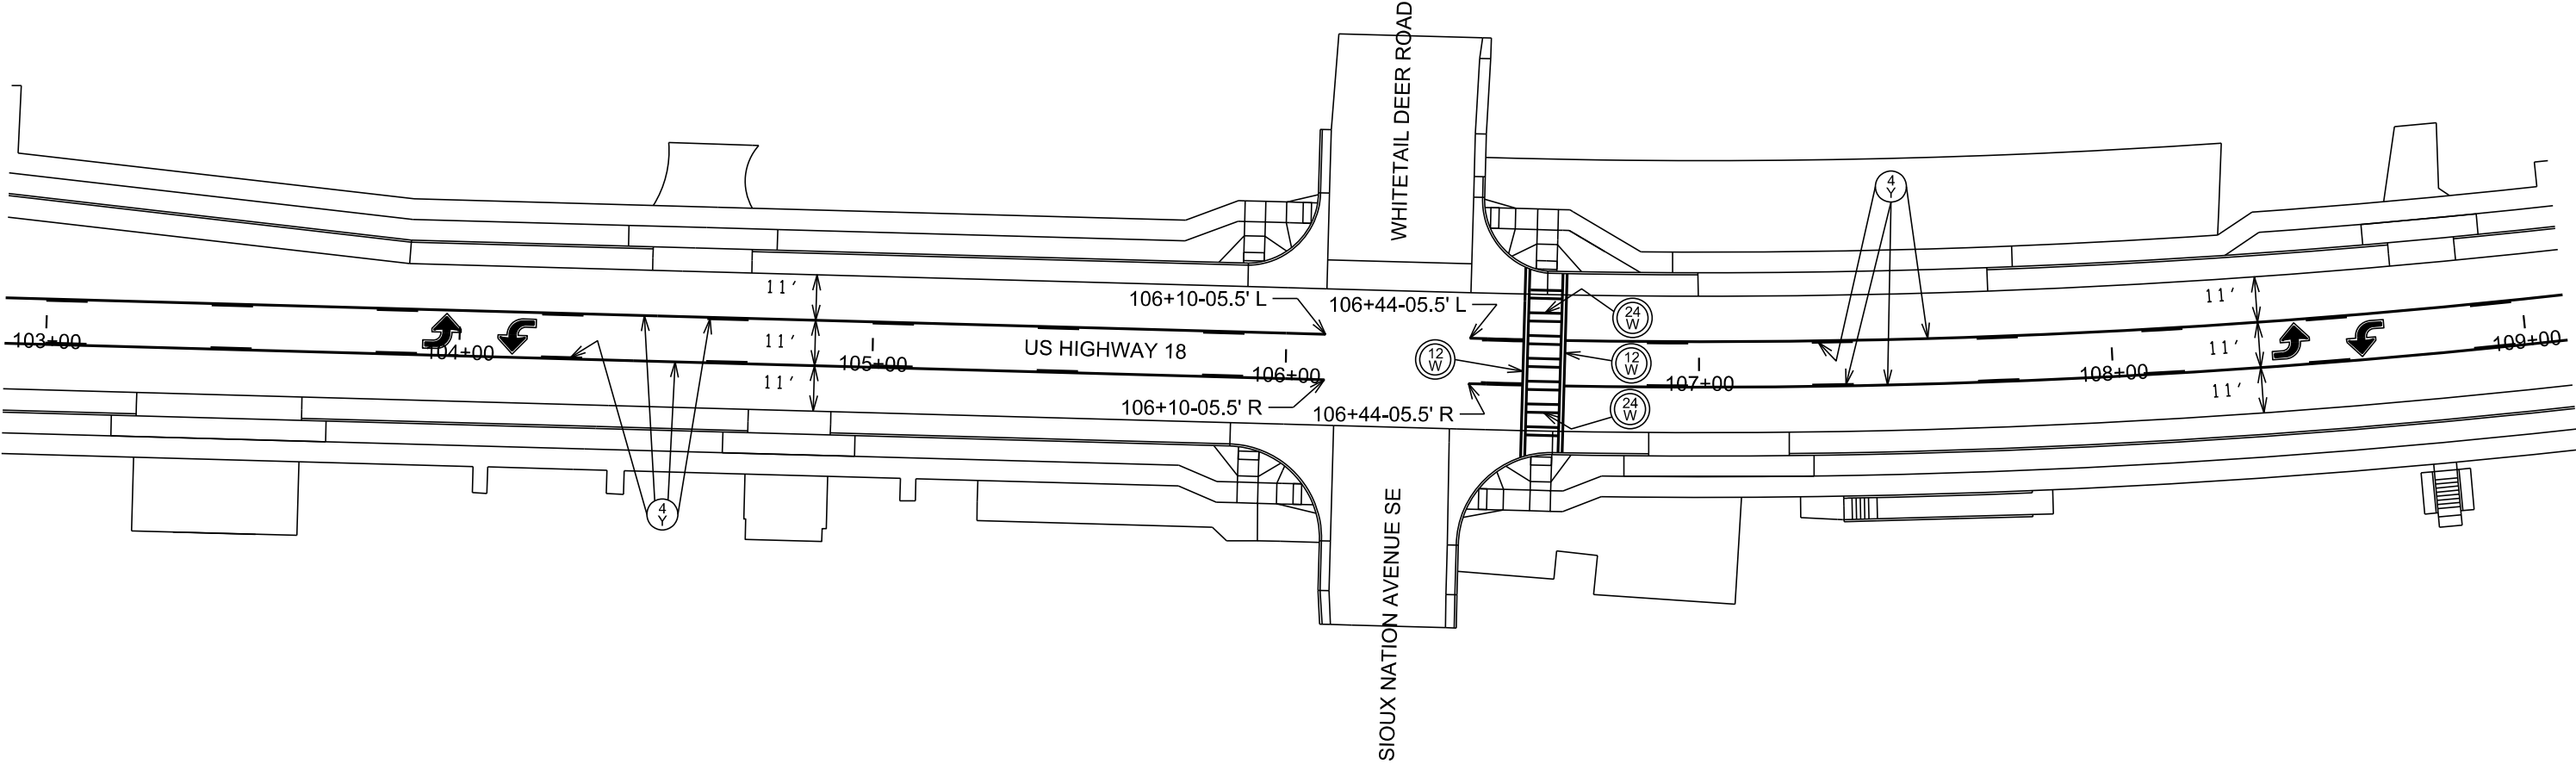 WHITETAIL DEER ROAD
4
Y
11'
11'
106+10-05.5' L
106+44-05.5' L
24
W
103+00
104+00
11'
105+00
US HIGHWAY 18
106+00
12
W
12
W
107+00
108+00
11'
109+00
11'
106+10-05.5' R
106+44-05.5' R
24
W
11'
4
Y
SIOUX NATION AVENUE SE